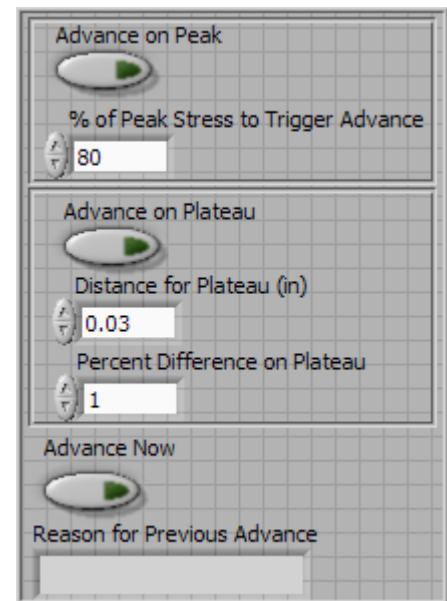 Advance on Peak
% of Peak Stress to Trigger Advance
80
Advance on Plateau
Distance for Plateau (in)
0.03
Percent Difference on Plateau
1
Advance Now
Reason for Previous Advance